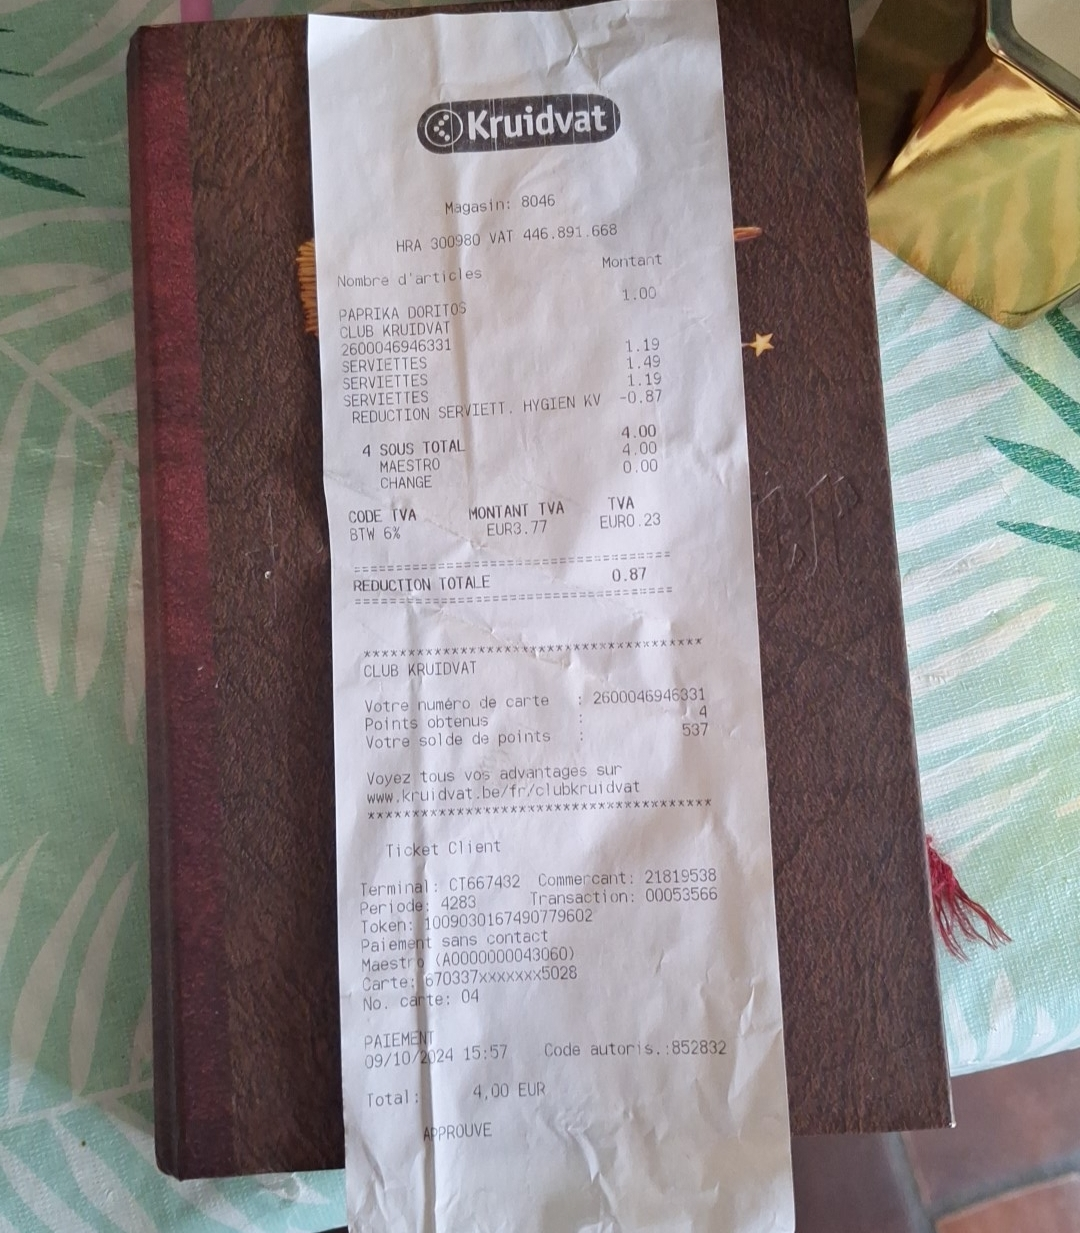 Kruidvat
Magasin: 8046
HRA 300980 VAT 446.891.668
Nombre d'articles Montant
PAPRIKA DORITOS 1.00
CLUB KRUIDVAT
2600046946331
SERVIETTES 1.19
SERVIETTES 1.49
SERVIETTES 1.19
REDUCTION SERVIETT. HYGIEN KV -0.87
4 SOUS TOTAL 4.00
MAESTRO 4.00
CHANGE 0.00
CODE TVA MONTANT TVA TVA
BTW 6% EUR3.77 EUR0.23
=====================================
REDUCTION TOTALE 0.87
=====================================
*************************************
CLUB KRUIDVAT
Votre numéro de carte : 2600046946331
Points obtenus : 4
Votre solde de points : 537
Voyez tous vos advantages sur
www.kruidvat.be/fr/clubkruidvat
*************************************
Ticket Client
Terminal: CT667432 Commercant: 21819538
Periode: 4283 Transaction: 00053566
Token: 1009030167490779602
Paiement sans contact
Maestro (A0000000043060)
Carte: 670337xxxxxxx5028
No. carte: 04
PAIEMENT
09/10/2024 15:57 Code autoris.:852832
Total: 4,00 EUR
APPROUVE